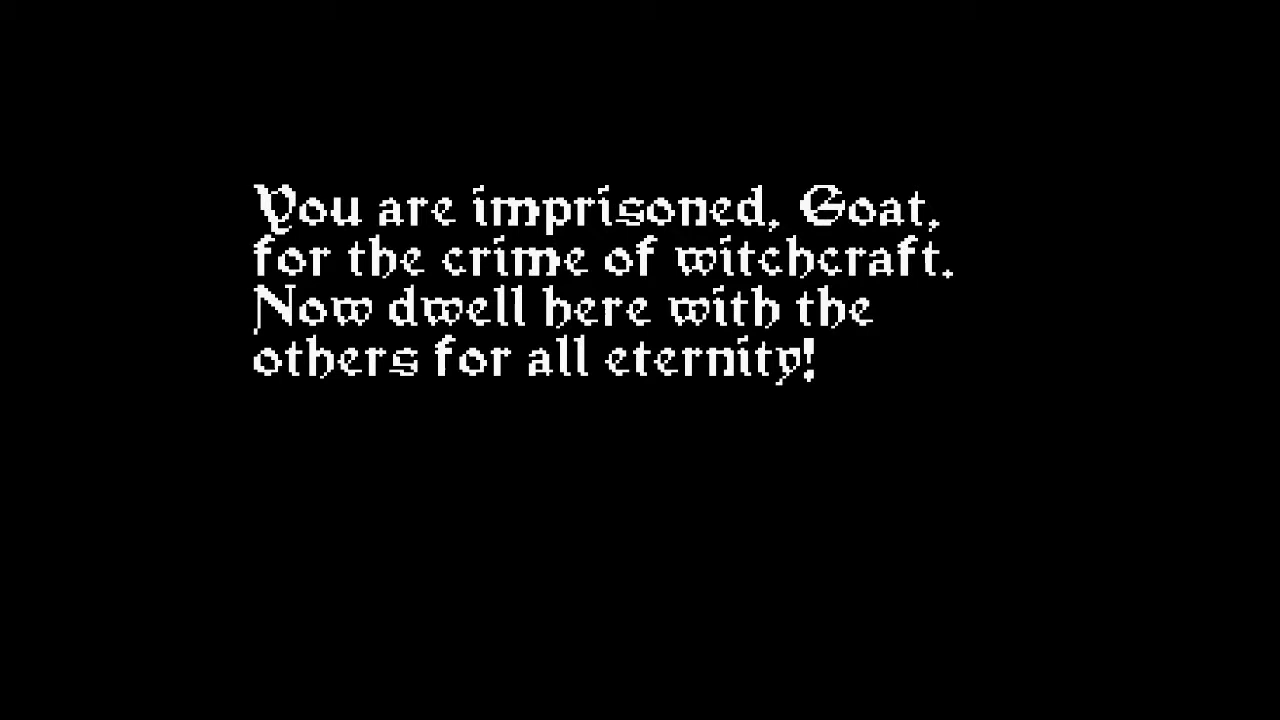 You are imprisoned, Goat,
for the crime of witchcraft.
Now dwell here with the
others for all eternity!